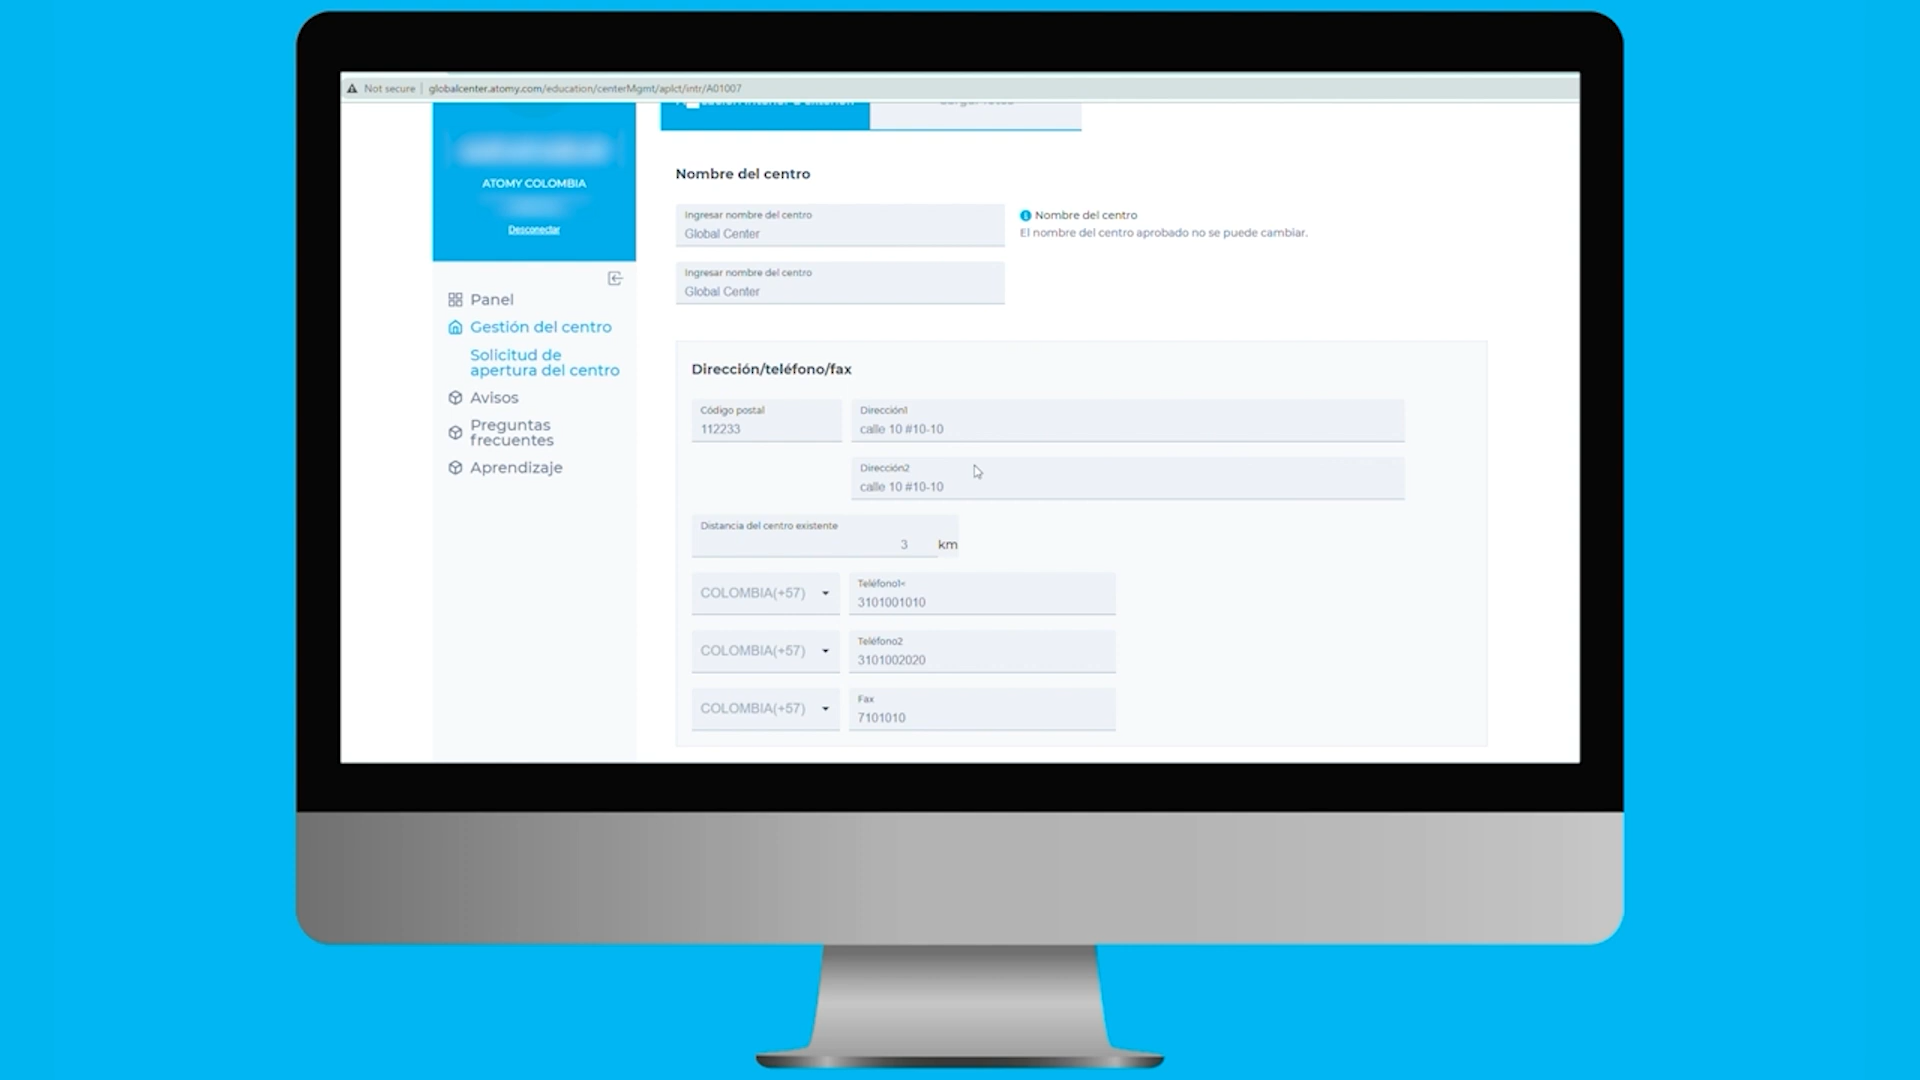 Not secure | globalcenter.atomy.com/education/centerMgmt/aplct/intr/A01007
ATOMY COLOMBIA
Desconectar
Panel
Gestión del centro
Solicitud de
apertura del centro
Avisos
Preguntas
frecuentes
Aprendizaje
Nombre del centro
Ingresar nombre del centro
Global Center
Nombre del centro
El nombre del centro aprobado no se puede cambiar.
Ingresar nombre del centro
Global Center
Dirección/teléfono/fax
Código postal
112233
Dirección1
calle 10 #10-10
Dirección2
calle 10 #10-10
Distancia del centro existente
3 km
COLOMBIA(+57)
Teléfono1<
3101001010
COLOMBIA(+57)
Teléfono2
3101002020
COLOMBIA(+57)
Fax
7101010